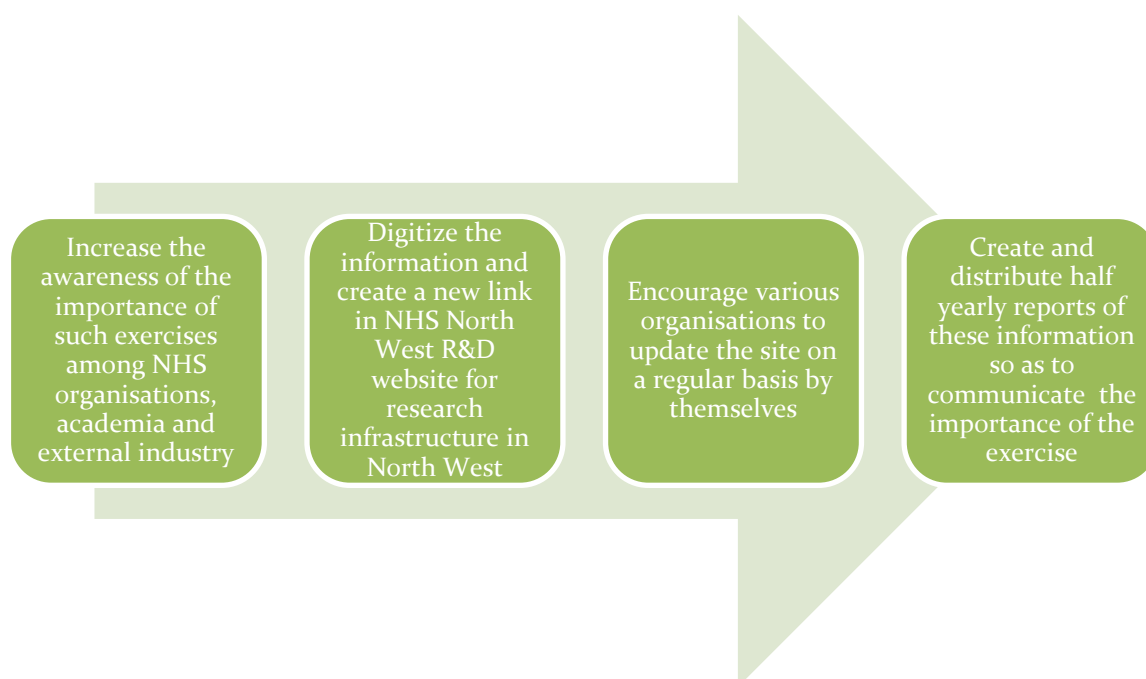 Increase the
awareness of the
importance of
such exercises
among NHS
organisations,
academia and
external industry
Digitize the
information and
create a new link
in NHS North
West R&D
website for
research
infrastructure in
North West
Encourage various
organisations to
update the site on
a regular basis by
themselves
Create and
distribute half
yearly reports of
these information
so as to
communicate the
importance of the
exercise